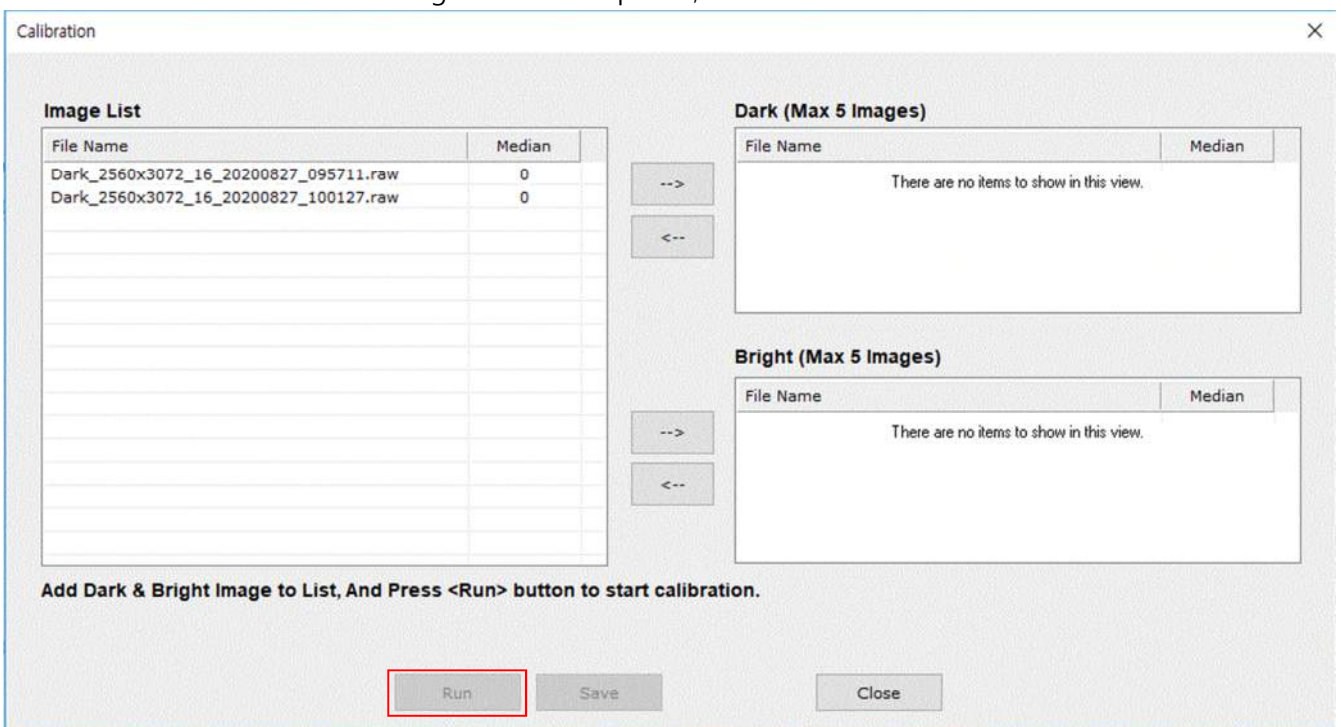 Calibration
Image List
File Name Median
Dark_2560x3072_16_20200827_095711.raw 0
Dark_2560x3072_16_20200827_100127.raw 0
-->
<--
Dark (Max 5 Images)
File Name Median
There are no items to show in this view.
Bright (Max 5 Images)
File Name Median
There are no items to show in this view.
-->
<--
Add Dark & Bright Image to List, And Press <Run> button to start calibration.
Run Save Close